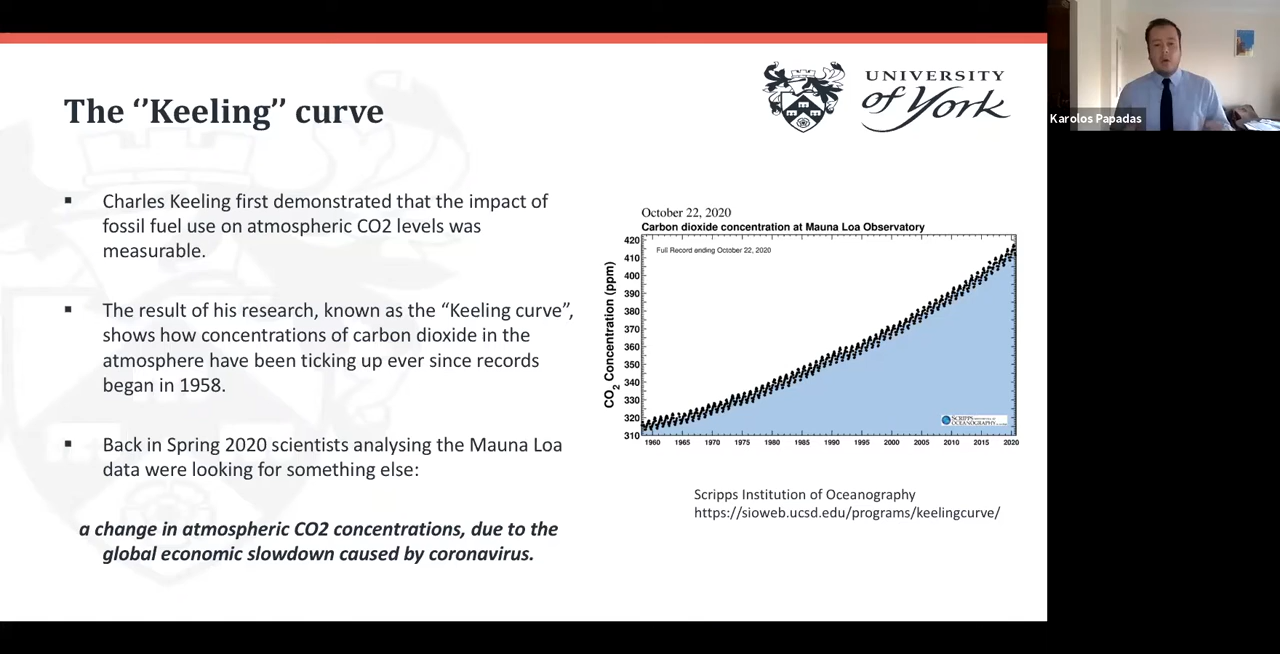 The ‘’Keeling’’ curve
UNIVERSITY
of York
Karolos Papadas
▪ Charles Keeling first demonstrated that the impact of
fossil fuel use on atmospheric CO2 levels was
measurable.
▪ The result of his research, known as the “Keeling curve”,
shows how concentrations of carbon dioxide in the
atmosphere have been ticking up ever since records
began in 1958.
▪ Back in Spring 2020 scientists analysing the Mauna Loa
data were looking for something else:
a change in atmospheric CO2 concentrations, due to the
global economic slowdown caused by coronavirus.
October 22, 2020
Carbon dioxide concentration at Mauna Loa Observatory
Full Record ending October 22, 2020
CO2 Concentration (ppm)
420
410
400
390
380
370
360
350
340
330
320
310
1960 1965 1970 1975 1980 1985 1990 1995 2000 2005 2010 2015 2020
SCRIPPS
OCEANOGRAPHY
Scripps Institution of Oceanography
https://sioweb.ucsd.edu/programs/keelingcurve/